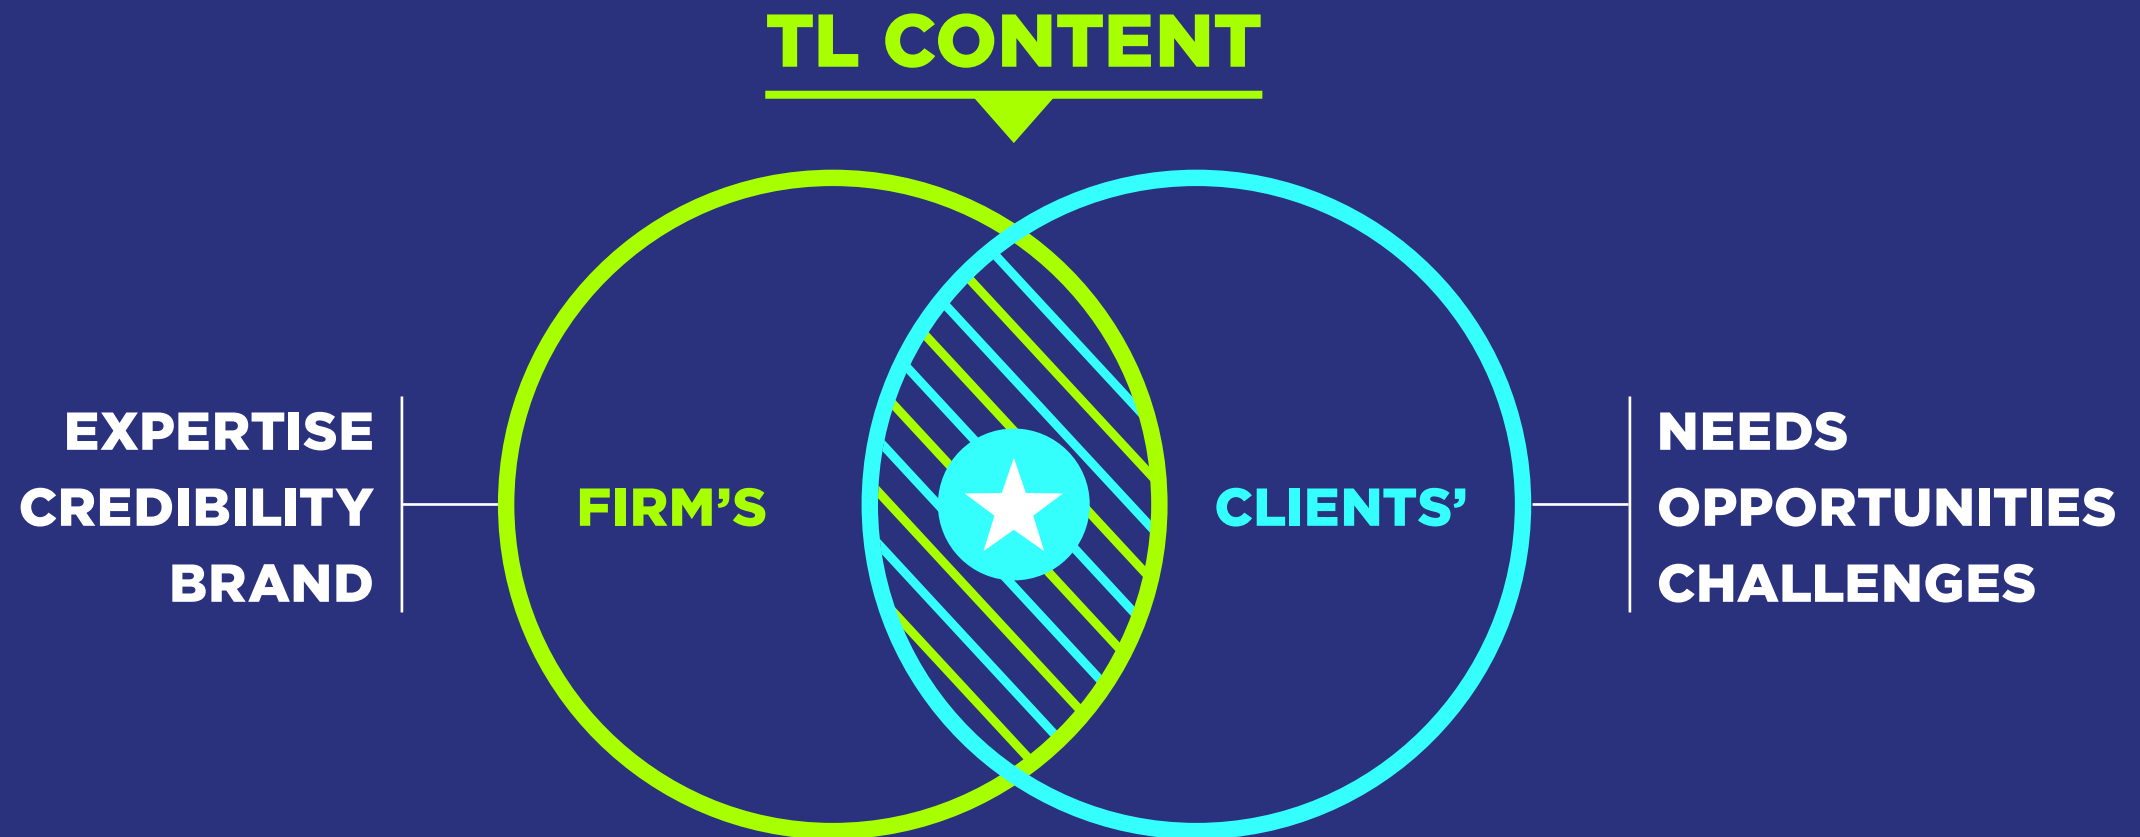 TL CONTENT
EXPERTISE
CREDIBILITY
BRAND
FIRM’S
CLIENTS’
NEEDS
OPPORTUNITIES
CHALLENGES